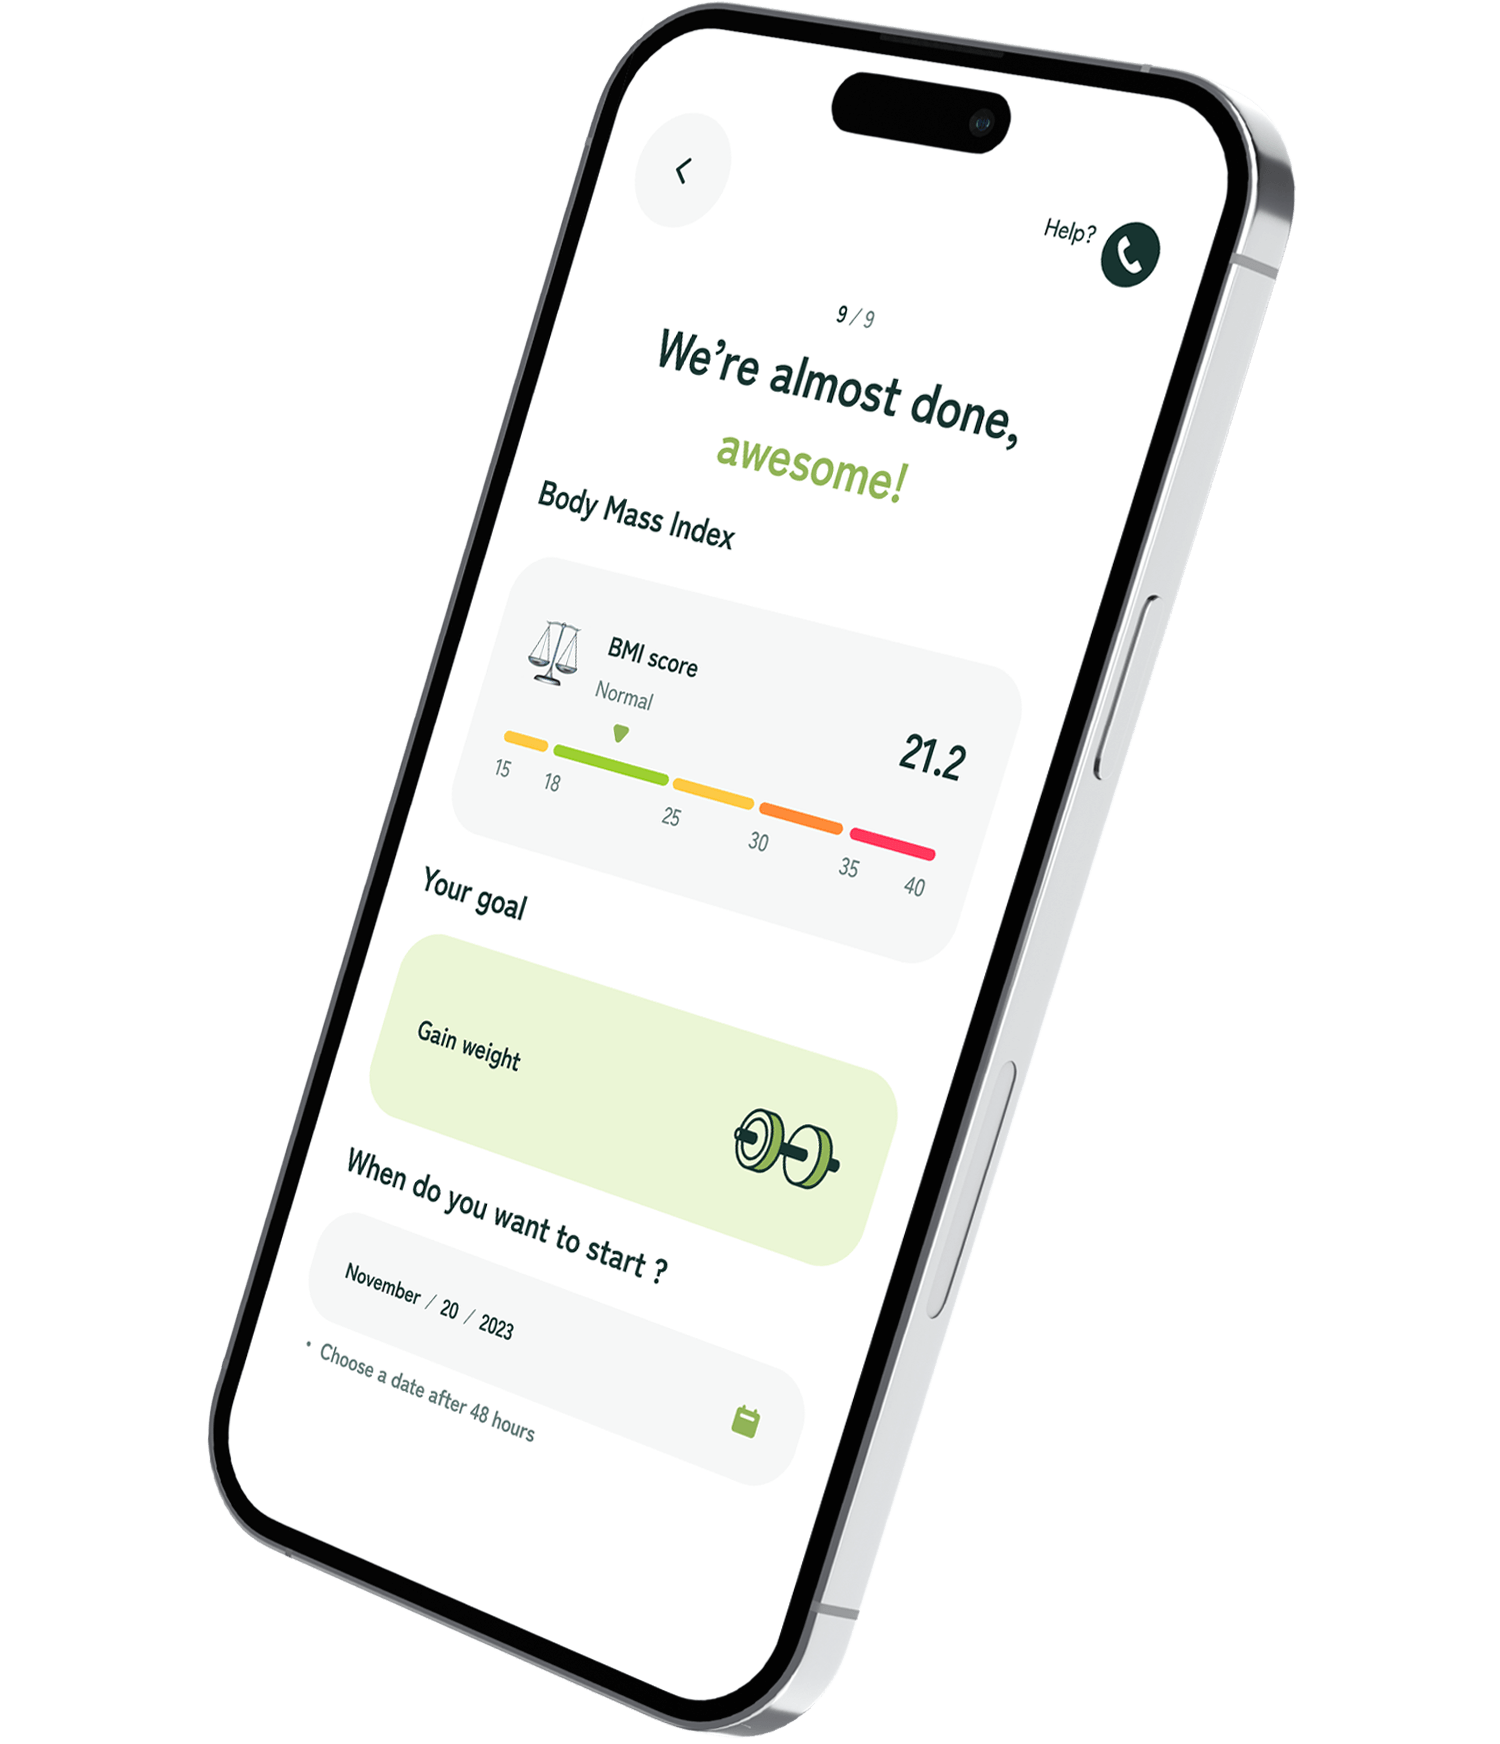 Help?
9 / 9
We're almost done,
awesome!
Body Mass Index
BMI score
Normal
21.2
15 18 25 30 35 40
Your goal
Gain weight
When do you want to start ?
November / 20 / 2023
• Choose a date after 48 hours